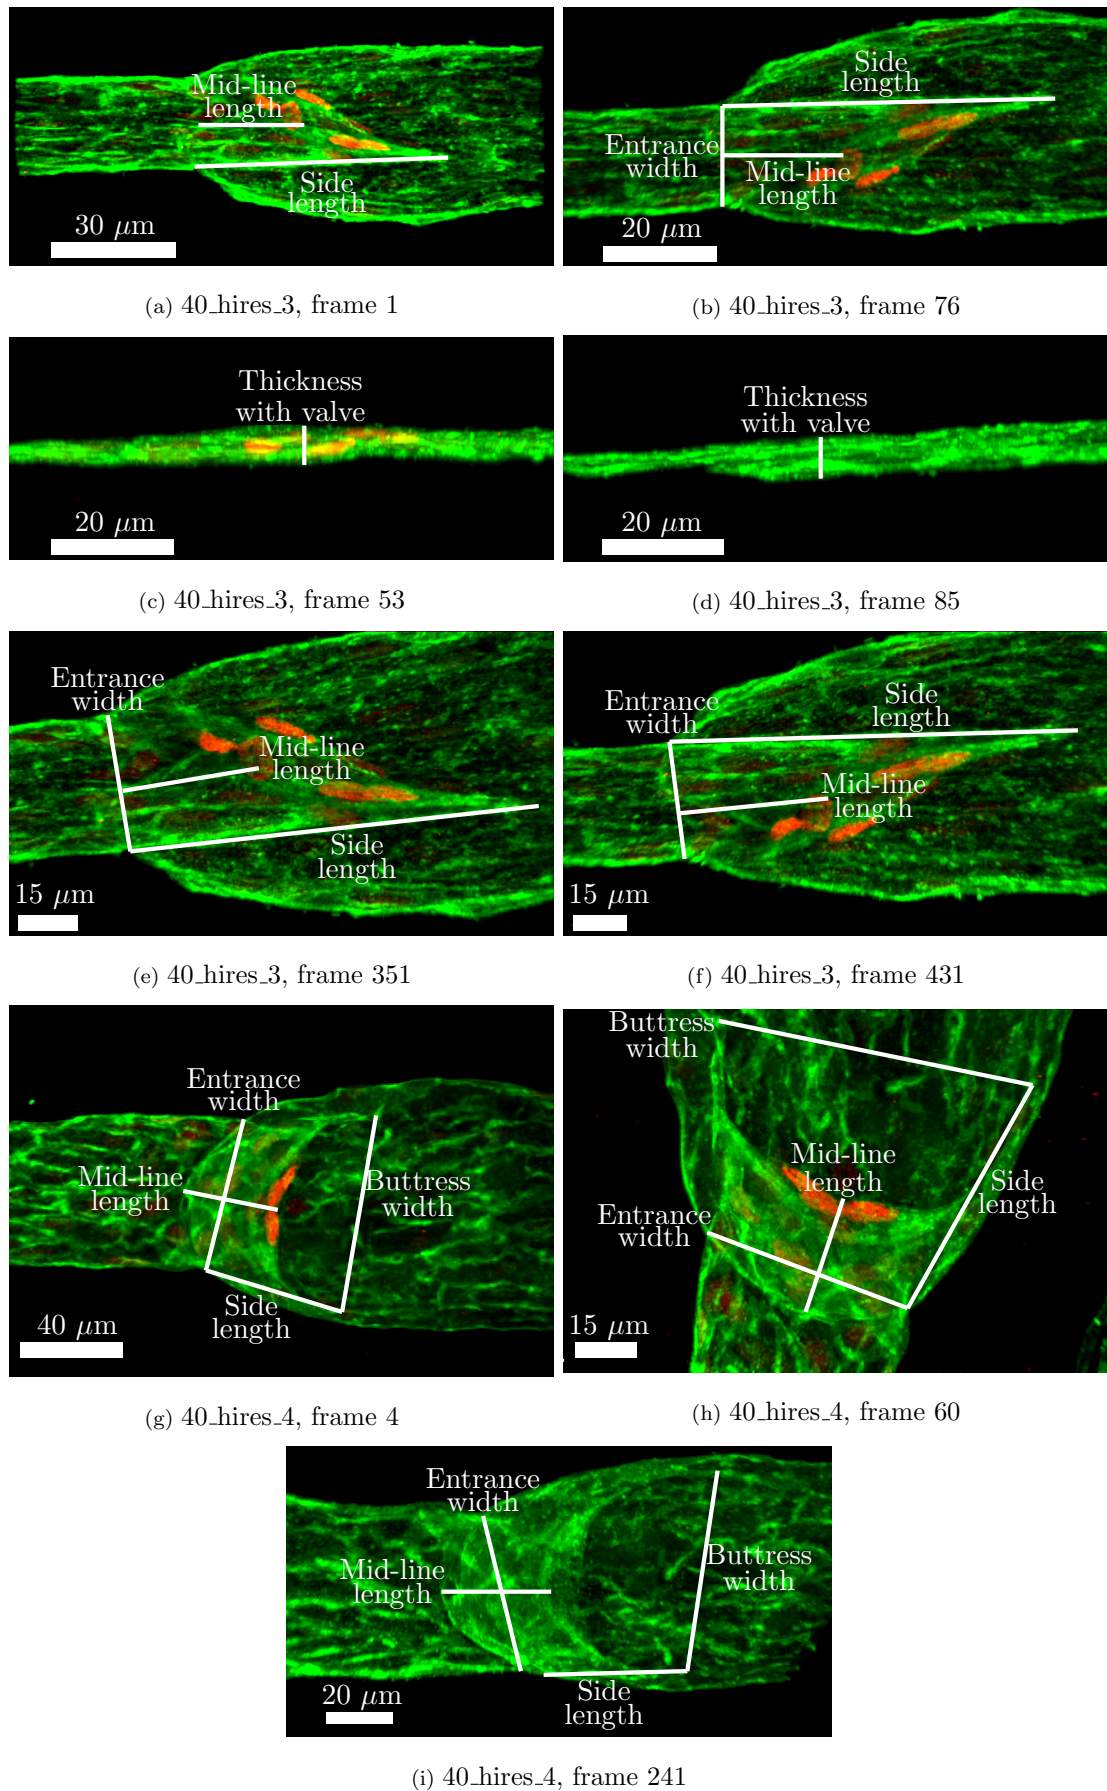 Mid-line
length
Side
length
30 μm
(a) 40_hires_3, frame 1
Side
length
Entrance
width
Mid-line
length
20 μm
(b) 40_hires_3, frame 76
Thickness
with valve
20 μm
(c) 40_hires_3, frame 53
Thickness
with valve
20 μm
(d) 40_hires_3, frame 85
Entrance
width
Mid-line
length
Side
length
15 μm
(e) 40_hires_3, frame 351
Entrance
width
Side
length
Mid-line
length
15 μm
(f) 40_hires_3, frame 431
Entrance
width
Mid-line
length
Buttress
width
Side
length
40 μm
(g) 40_hires_4, frame 4
Buttress
width
Mid-line
length
Side
length
Entrance
width
15 μm
(h) 40_hires_4, frame 60
Entrance
width
Mid-line
length
Buttress
width
Side
length
20 μm
(i) 40_hires_4, frame 241